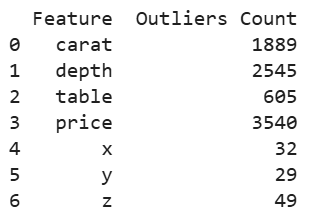 Feature Outliers Count
0 carat 1889
1 depth 2545
2 table 605
3 price 3540
4 x 32
5 y 29
6 z 49